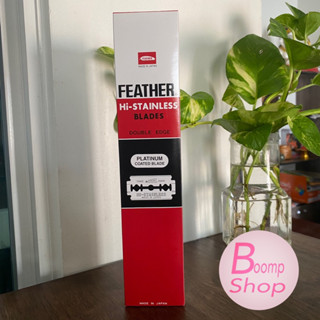 FEATHER
Hi-STAINLESS
BLADES
DOUBLE EDGE
PLATINUM
COATED BLADE
MADE IN JAPAN
Boomp
Shop